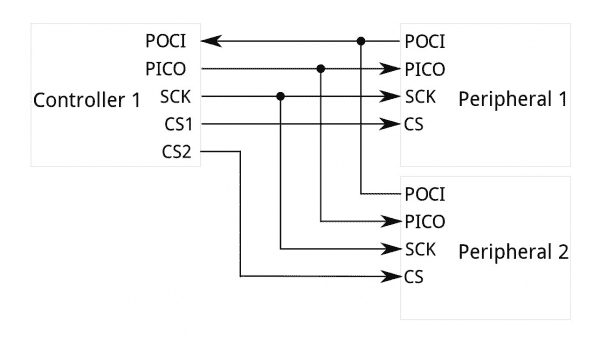 POCI
PICO
SCK
CS1
CS2
Controller 1
POCI
PICO
SCK
CS
Peripheral 1
POCI
PICO
SCK
CS
Peripheral 2